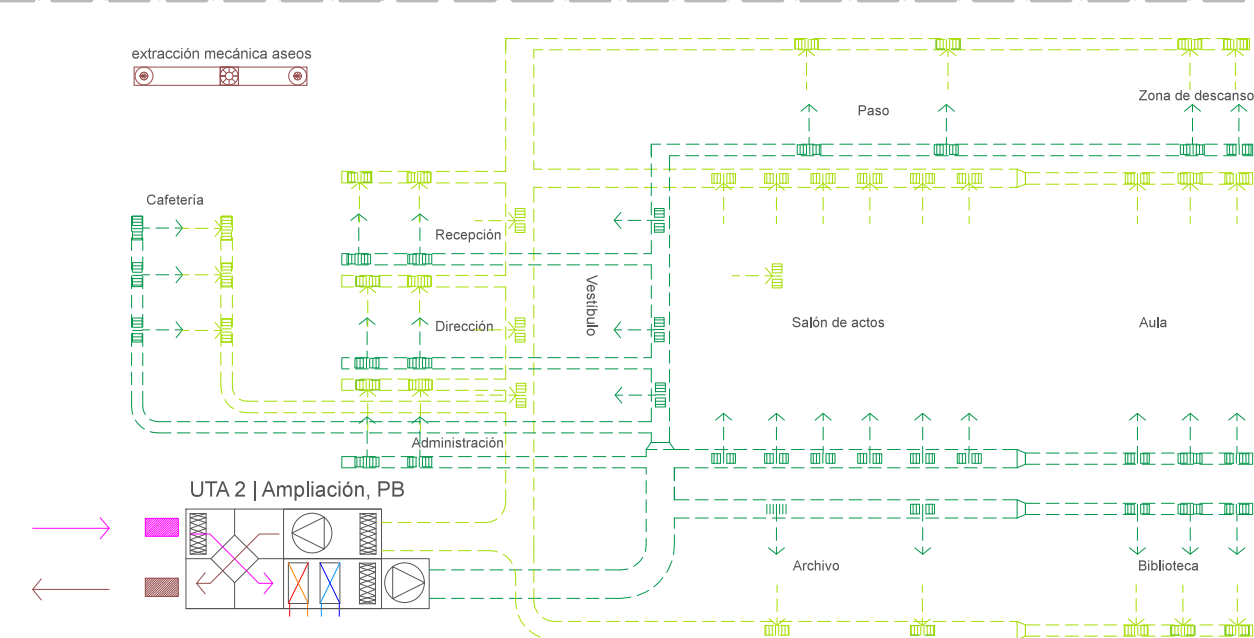 extracción mecánica aseos
Zona de descanso
Paso
Cafetería
Recepción
Vestíbulo
Dirección
Salón de actos
Aula
Administración
UTA 2 | Ampliación, PB
Archivo
Biblioteca